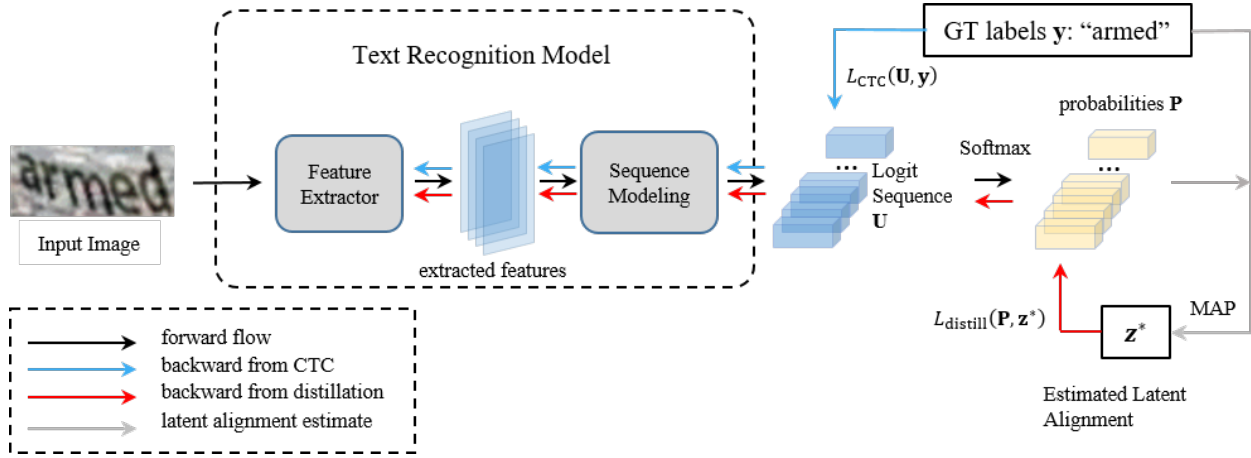 GT labels y: “armed”
Text Recognition Model
L_CTC(U, y)
probabilities P
armed
Feature
Extractor
Sequence
Modeling
...
Logit
Sequence
U
Softmax
...
Input Image
extracted features
L_distill(P, z*)
z*
MAP
Estimated Latent
Alignment
forward flow
backward from CTC
backward from distillation
latent alignment estimate